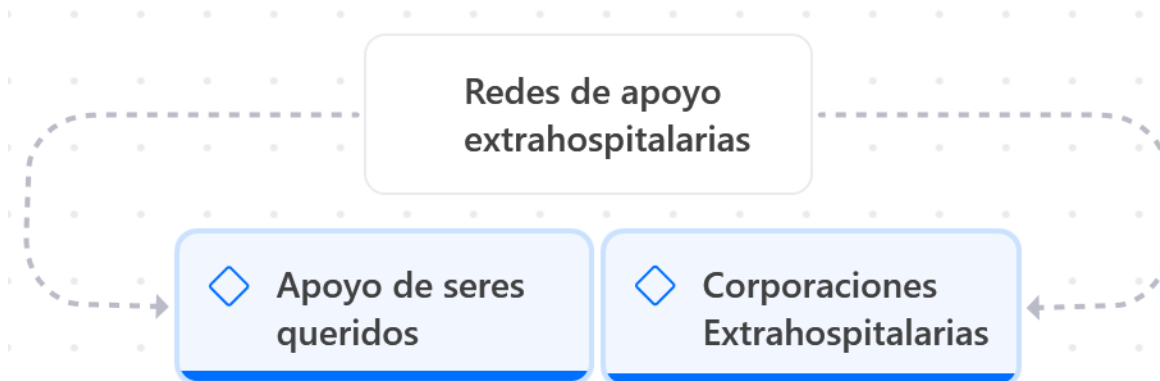 Redes de apoyo
extrahospitalarias
Apoyo de seres
queridos
Corporaciones
Extrahospitalarias